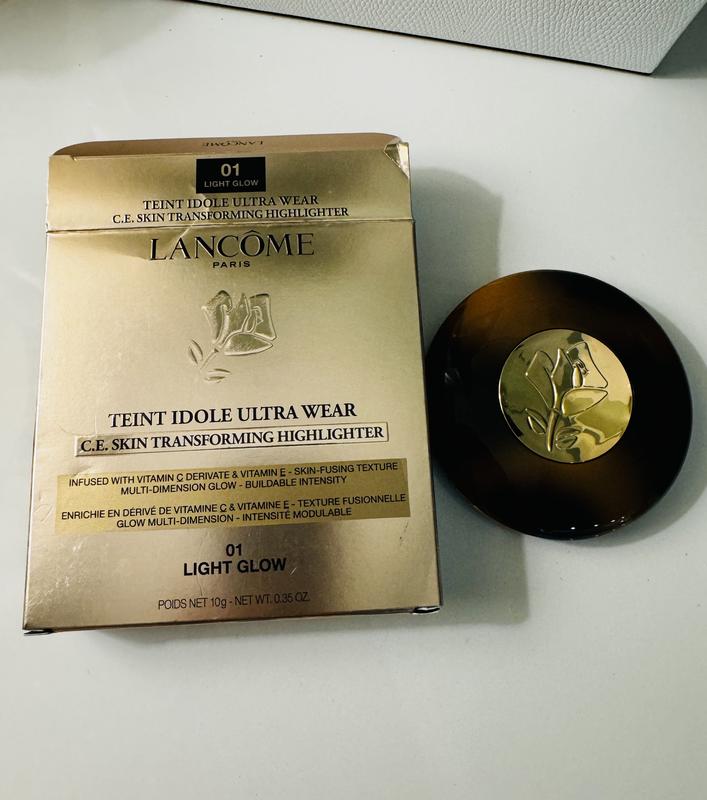 LANCÔME
01
LIGHT GLOW
TEINT IDOLE ULTRA WEAR
C.E. SKIN TRANSFORMING HIGHLIGHTER
LANCÔME
PARIS
TEINT IDOLE ULTRA WEAR
C.E. SKIN TRANSFORMING HIGHLIGHTER
INFUSED WITH VITAMIN C DERIVATE & VITAMIN E - SKIN-FUSING TEXTURE
MULTI-DIMENSION GLOW - BUILDABLE INTENSITY
ENRICHIE EN DÉRIVÉ DE VITAMINE C & VITAMINE E - TEXTURE FUSIONNELLE
GLOW MULTI-DIMENSION - INTENSITÉ MODULABLE
01
LIGHT GLOW
POIDS NET 10g - NET WT. 0.35 OZ.